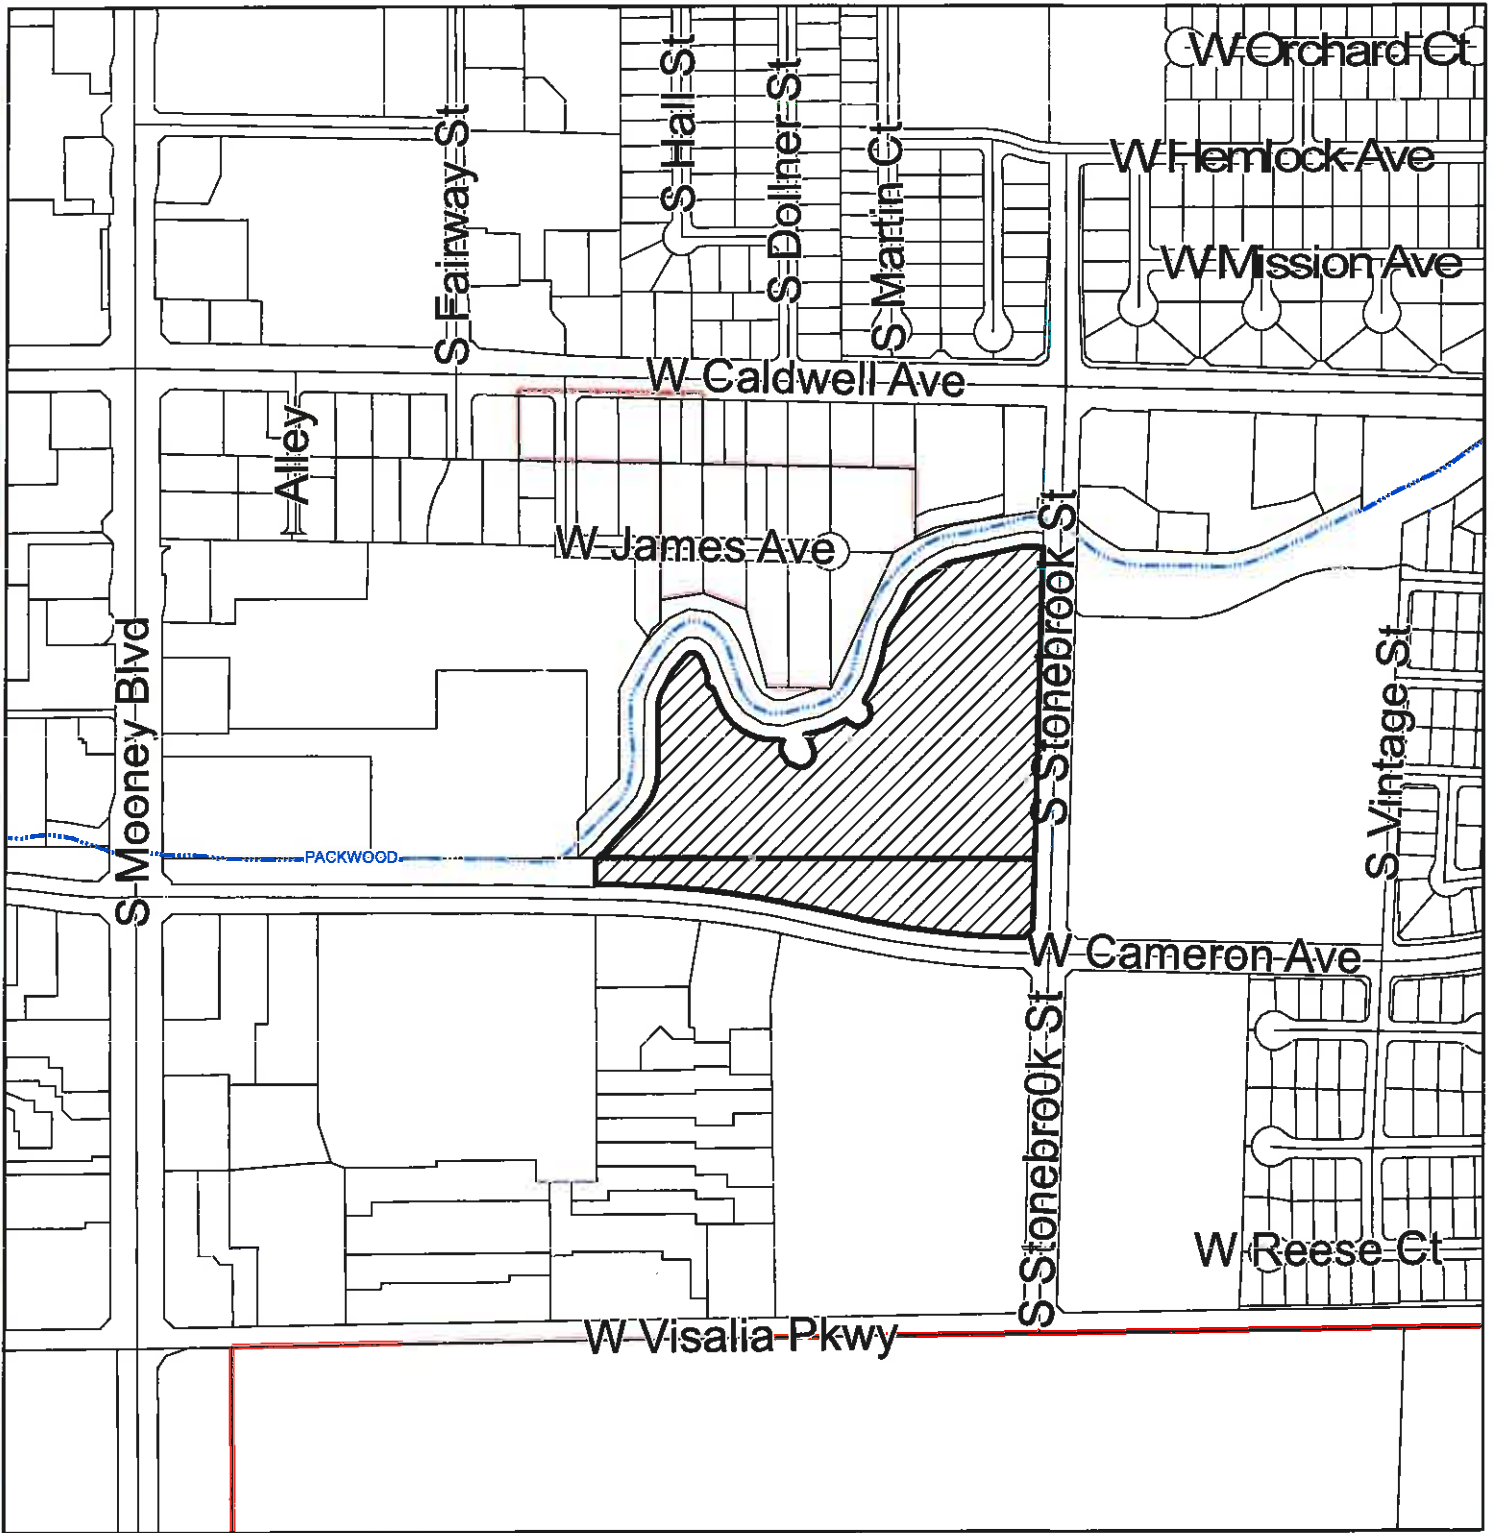 W Orchard Ct
S Hall St
S Dollner St
S Fairway St
S Martin Ct
W Hemlock Ave
W Mission Ave
W Caldwell Ave
Alley
W James Ave
S Stonebrook St
S Mooney Blvd
S Vintage St
PACKWOOD
W Cameron Ave
S Stonebrook St
W Reese Ct
W Visalia Pkwy